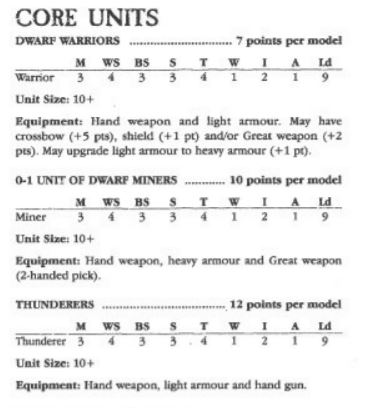 CORE UNITS
DWARF WARRIORS .............................. 7 points per model
M WS BS S T W I A Ld
Warrior 3 4 3 3 4 1 2 1 9
Unit Size: 10+
Equipment: Hand weapon and light armour. May have
crossbow (+5 pts), shield (+1 pt) and/or Great weapon (+2
pts). May upgrade light armour to heavy armour (+1 pt).
0-1 UNIT OF DWARF MINERS ............ 10 points per model
M WS BS S T W I A Ld
Miner 3 4 3 3 4 1 2 1 9
Unit Size: 10+
Equipment: Hand weapon, heavy armour and Great weapon
(2-handed pick).
THUNDERERS .................................... 12 points per model
M WS BS S T W I A Ld
Thunderer 3 4 3 3 4 1 2 1 9
Unit Size: 10+
Equipment: Hand weapon, light armour and hand gun.